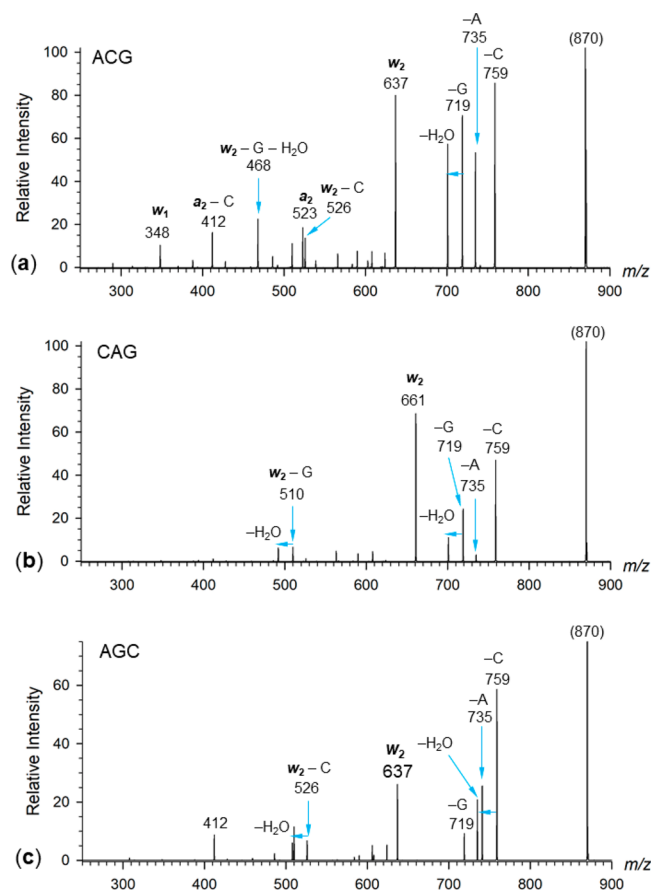 −A
735
(870)
−C
759
ACG
w₂
637
−G
719
−H₂O
w₂ − G − H₂O
468
a₂
523
w₂ − C
526
a₂ − C
412
w₁
348
Relative Intensity
100
80
60
40
20
0
(a)
300 400 500 600 700 800 900
m/z
(870)
CAG
w₂
661
−G
719
−A
735
−C
759
w₂ − G
510
−H₂O
−H₂O
Relative Intensity
100
80
60
40
20
0
(b)
300 400 500 600 700 800 900
m/z
(870)
AGC
−C
759
−A
735
−H₂O
w₂
637
w₂ − C
526
−H₂O
−G
719
412
Relative Intensity
60
40
20
0
(c)
300 400 500 600 700 800 900
m/z